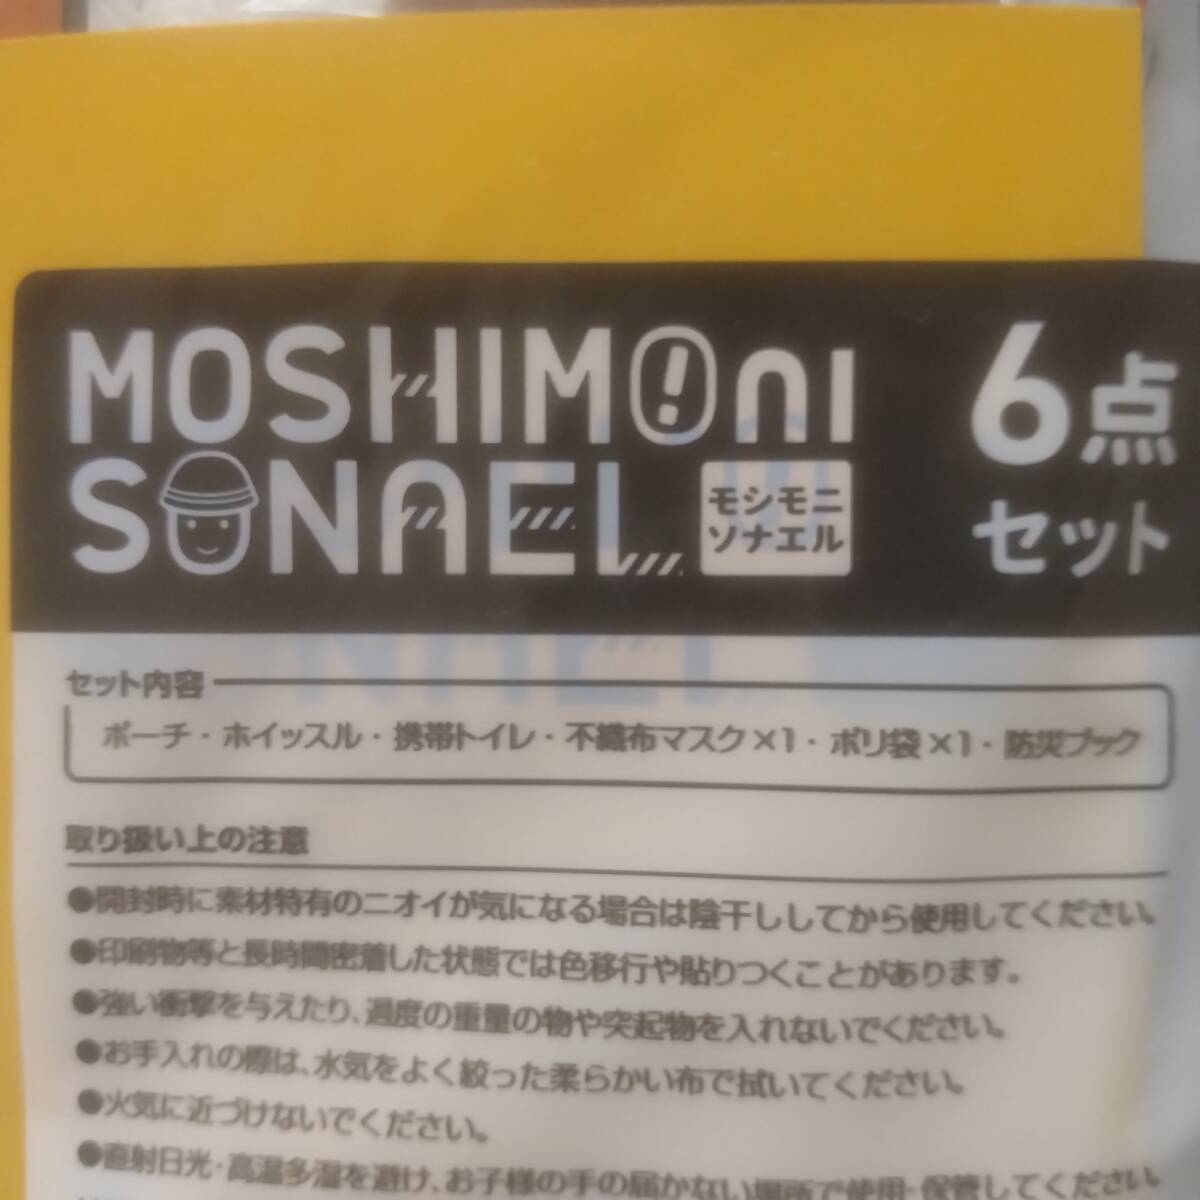 MOSHIMOni
SONAEL
モシモニ
ソナエル
6点
セット
セット内容
ポーチ・ホイッスル・携帯トイレ・不織布マスク×1・ポリ袋×1・防災ブック
取り扱い上の注意
●開封時に素材特有のニオイが気になる場合は陰干ししてから使用してください。
●印刷物等と長時間密着した状態では色移行や貼りつくことがあります。
●強い衝撃を与えたり、過度の重量の物や突起物を入れないでください。
●お手入れの際は、水気をよく絞った柔らかい布で拭いてください。
●火気に近づけないでください。
●直射日光・高温多湿を避け、お子様の手の届かない場所で使用・保管してください。